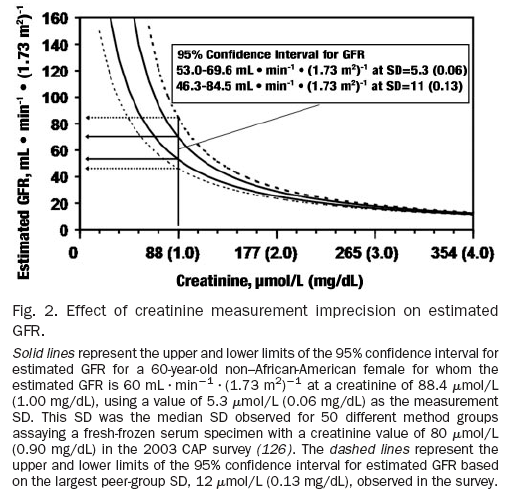 160
140
120
100
80
60
40
20
0
Estimated GFR, mL • min⁻¹ • (1.73 m²)⁻¹
95% Confidence Interval for GFR
53.0-69.6 mL • min⁻¹ • (1.73 m²)⁻¹ at SD=5.3 (0.06)
46.3-84.5 mL • min⁻¹ • (1.73 m²)⁻¹ at SD=11 (0.13)
0 88 (1.0) 177 (2.0) 265 (3.0) 354 (4.0)
Creatinine, µmol/L (mg/dL)
Fig. 2. Effect of creatinine measurement imprecision on estimated
GFR.
Solid lines represent the upper and lower limits of the 95% confidence interval for
estimated GFR for a 60-year-old non–African-American female for whom the
estimated GFR is 60 mL · min⁻¹ · (1.73 m²)⁻¹ at a creatinine of 88.4 µmol/L
(1.00 mg/dL), using a value of 5.3 µmol/L (0.06 mg/dL) as the measurement
SD. This SD was the median SD observed for 50 different method groups
assaying a fresh-frozen serum specimen with a creatinine value of 80 µmol/L
(0.90 mg/dL) in the 2003 CAP survey (126). The dashed lines represent the
upper and lower limits of the 95% confidence interval for estimated GFR based
on the largest peer-group SD, 12 µmol/L (0.13 mg/dL), observed in the survey.